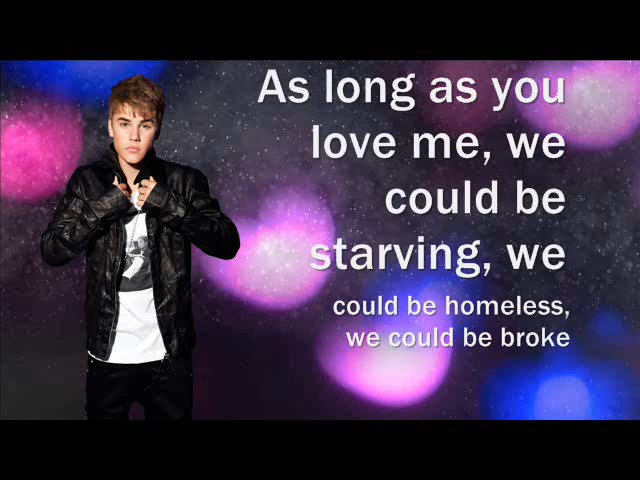 As long as you
love me, we
could be
starving, we
could be homeless,
we could be broke